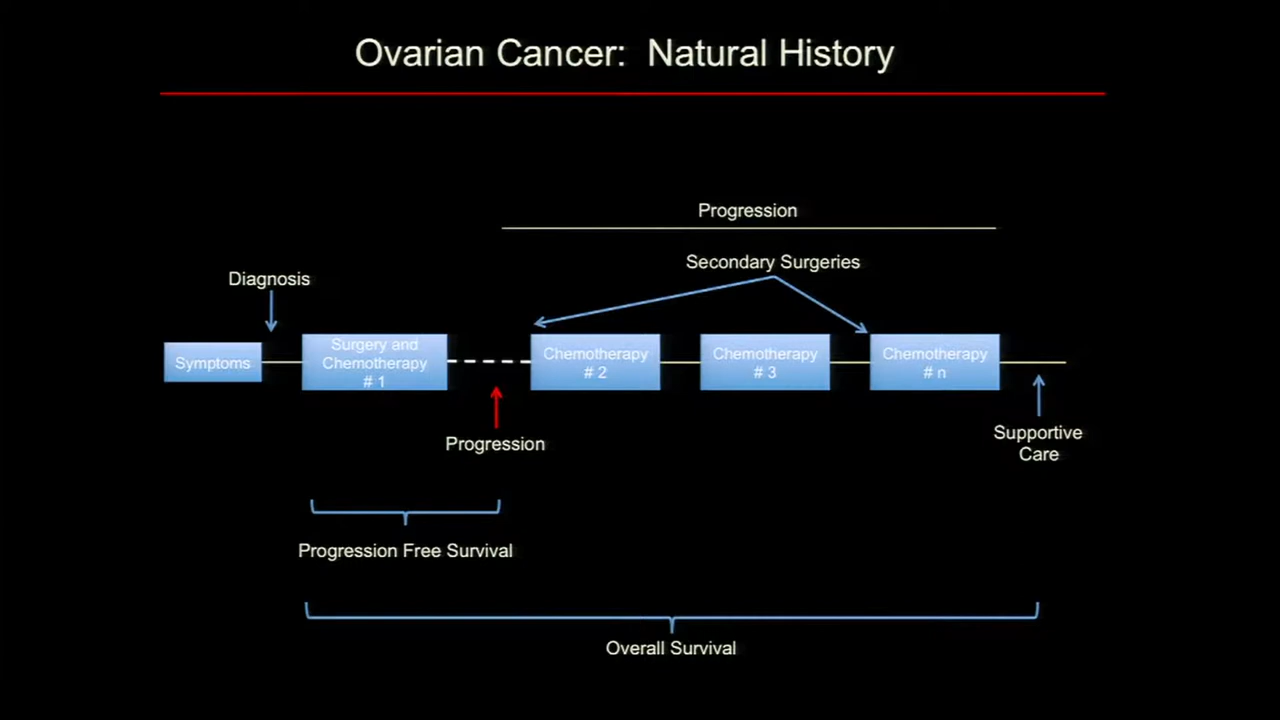 Ovarian Cancer: Natural History
Progression
Secondary Surgeries
Diagnosis
Symptoms
Surgery and
Chemotherapy
# 1
Chemotherapy
# 2
Chemotherapy
# 3
Chemotherapy
# n
Progression
Supportive
Care
Progression Free Survival
Overall Survival